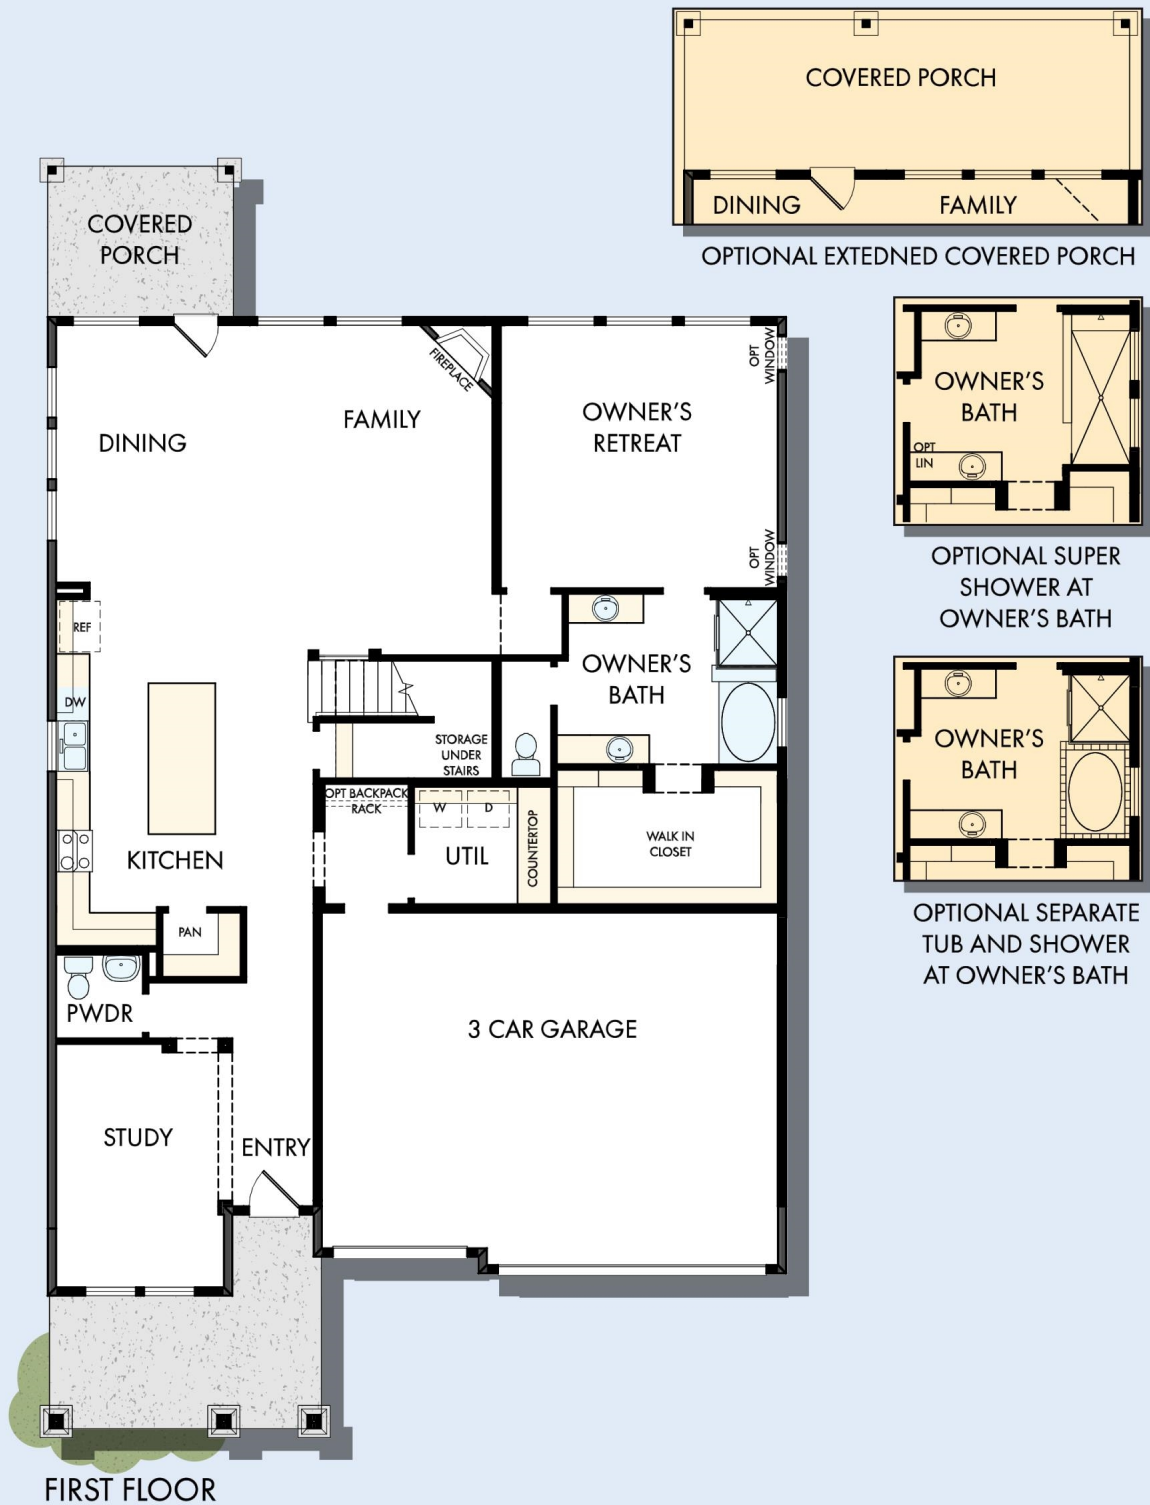 COVERED PORCH
DINING
FAMILY
OPTIONAL EXTEDNED COVERED PORCH
COVERED
PORCH
FIREPLACE
OPT
WINDOW
DINING
FAMILY
OWNER'S
RETREAT
OPT
WINDOW
OWNER'S
BATH
OPT
LIN
OPTIONAL SUPER
SHOWER AT
OWNER'S BATH
REF
DW
OWNER'S
BATH
STORAGE
UNDER
STAIRS
OPT BACKPACK
RACK
W
D
UTIL
COUNTERTOP
WALK IN
CLOSET
KITCHEN
PAN
OWNER'S
BATH
OPTIONAL SEPARATE
TUB AND SHOWER
AT OWNER'S BATH
PWDR
3 CAR GARAGE
STUDY
ENTRY
FIRST FLOOR